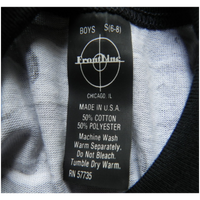 BOYS S(6-8)
FrontLine
CHICAGO, IL
MADE IN U.S.A.
50% COTTON
50% POLYESTER
Machine Wash
Warm Separately.
Do Not Bleach.
Tumble Dry Warm.
RN 57735